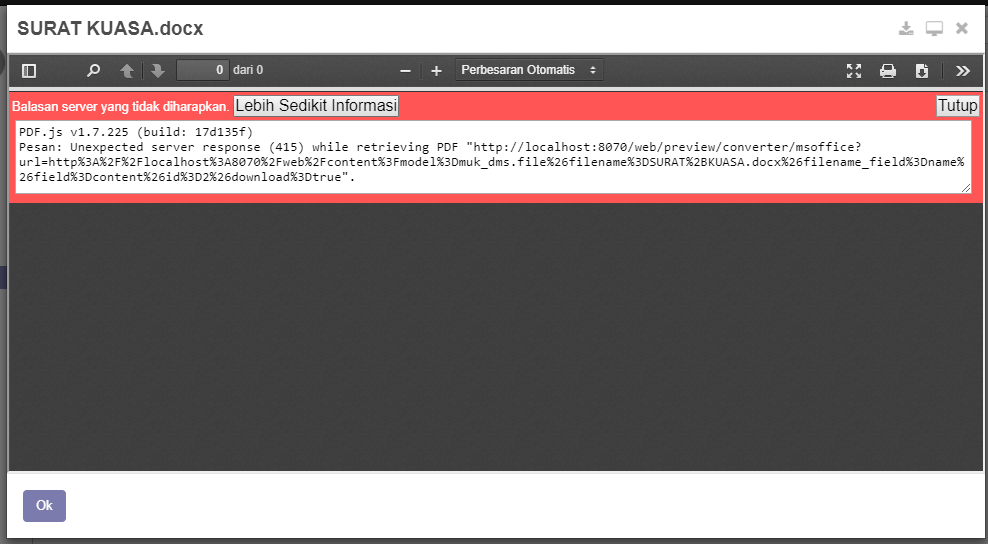 SURAT KUASA.docx
0 dari 0
Perbesaran Otomatis
Balasan server yang tidak diharapkan. Lebih Sedikit Informasi Tutup
PDF.js v1.7.225 (build: 17d135f)
Pesan: Unexpected server response (415) while retrieving PDF "http://localhost:8070/web/preview/converter/msoffice?
url=http%3A%2F%2Flocalhost%3A8070%2Fweb%2Fcontent%3Fmodel%3Dmuk_dms.file%26filename%3DSURAT%2BKUASA.docx%26filename_field%3Dname%
26field%3Dcontent%26id%3D2%26download%3Dtrue".
Ok